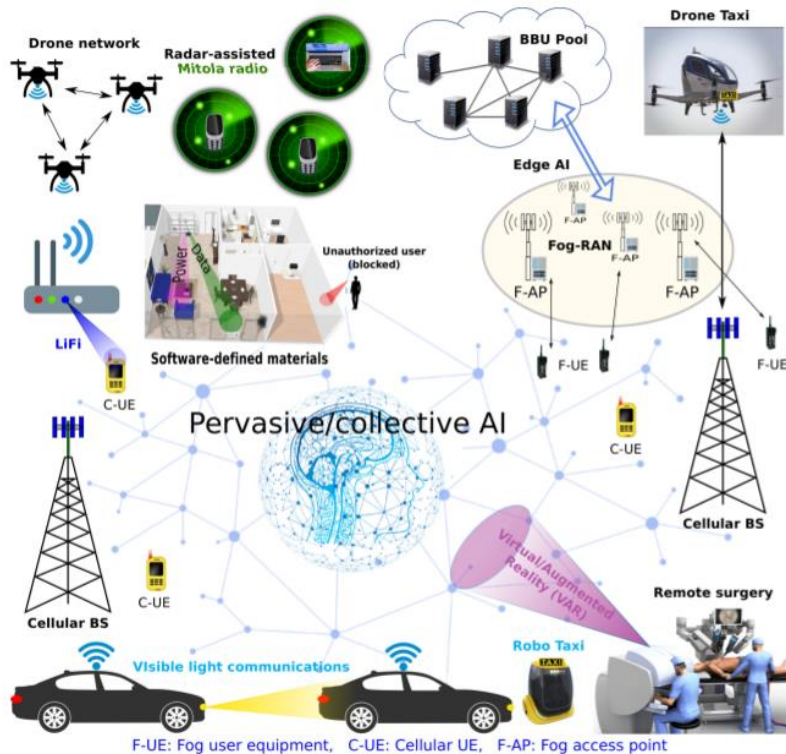 Drone network
Radar-assisted
Mitola radio
BBU Pool
Drone Taxi
TAXI
Edge AI
F-AP
Fog-RAN
F-AP
F-AP
F-AP
Power
Data
Unauthorized user
(blocked)
LiFi
Software-defined materials
C-UE
F-UE
F-UE
Pervasive/collective AI
C-UE
Cellular BS
Virtual/Augmented
Reality (VAR)
C-UE
Cellular BS
Remote surgery
VIsible light communications
Robo Taxi
TAXI
F-UE: Fog user equipment, C-UE: Cellular UE, F-AP: Fog access point